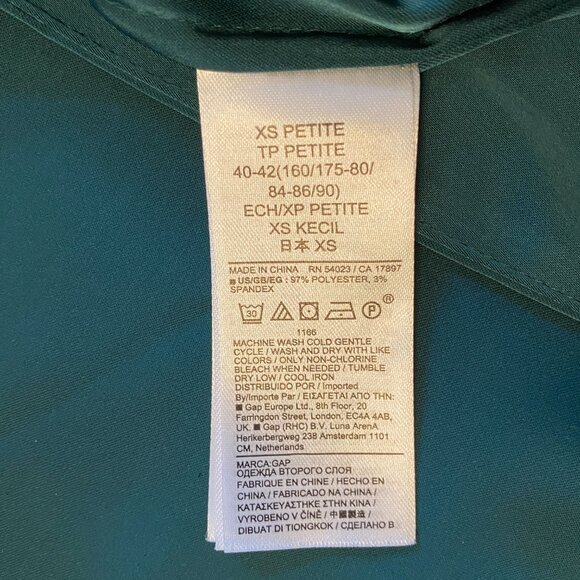 XS PETITE
TP PETITE
40-42(160/175-80/
84-86/90)
ECH/XP PETITE
XS KECIL
日本 XS
MADE IN CHINA RN 54023 / CA 17897
■ US/GB/EG : 97% POLYESTER, 3%
SPANDEX
30 P ®
1166
MACHINE WASH COLD GENTLE
CYCLE / WASH AND DRY WITH LIKE
COLORS / ONLY NON-CHLORINE
BLEACH WHEN NEEDED / TUMBLE
DRY LOW / COOL IRON
DISTRIBUIDO POR / Imported
By/Importe Par / ΕΙΣΑΓΕΤΑΙ ΑΠΟ ΤΗΝ:
■ Gap Europe Ltd., 8th Floor, 20
Farringdon Street, London, EC4A 4AB,
UK. ■ Gap (RHC) B.V. Luna ArenA
Herikerbergweg 238 Amsterdam 1101
CM, Netherlands
MARCA:GAP
ОДЕЖДА ВТОРОГО СЛОЯ
FABRIQUE EN CHINE / HECHO EN
CHINA / FABRICADO NA CHINA /
ΚΑΤΑΣΚΕΥΑΣΤΗΚΕ ΣΤΗΝ ΚΙΝΑ /
VYROBENO V ČÍNĚ / 中國製造 /
DIBUAT DI TIONGKOK / СДЕЛАНО В